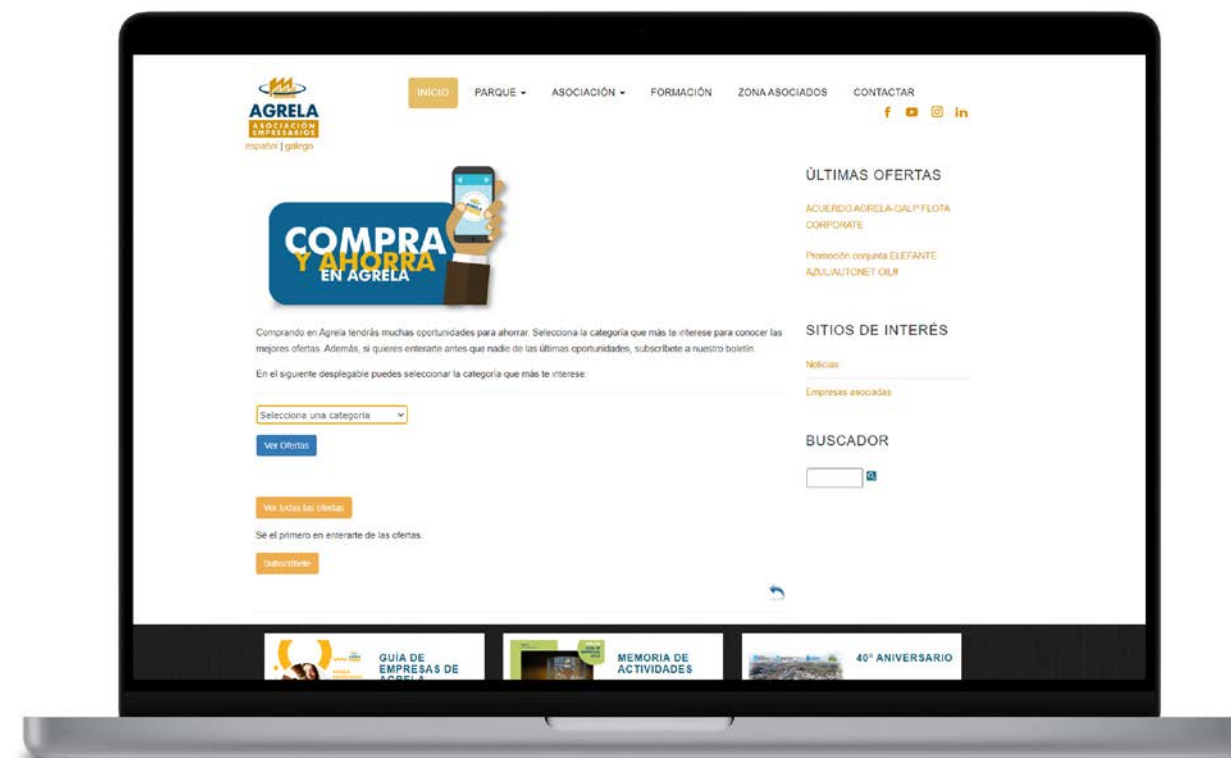 AGRELA
ASOCIACIÓN
EMPRESARIOS
español | galego
INICIO
PARQUE
ASOCIACIÓN
FORMACIÓN
ZONA ASOCIADOS
CONTACTAR
f
in
COMPRA
Y AHORRA
EN AGRELA
Comprando en Agrela tendrás muchas oportunidades para ahorrar. Selecciona la categoría que más te interese para conocer las
mejores ofertas. Además, si quieres enterarte antes que nadie de las últimas oportunidades, subscríbete a nuestro boletín
En el siguiente desplegable puedes seleccionar la categoría que más te interese:
Selecciona una categoría
Ver Ofertas
Ver todas las ofertas
Sé el primero en enterarte de las ofertas.
Subscríbete
ÚLTIMAS OFERTAS
ACUERDO AGRELA-GALP FLOTA
CORPORATE
Promoción conjunta ELEFANTE
AZUL/AUTONET OIL®
SITIOS DE INTERÉS
Noticias
Empresas asociadas
BUSCADOR
GUÍA DE
EMPRESAS DE
AGRELA
MEMORIA DE
ACTIVIDADES
40º ANIVERSARIO